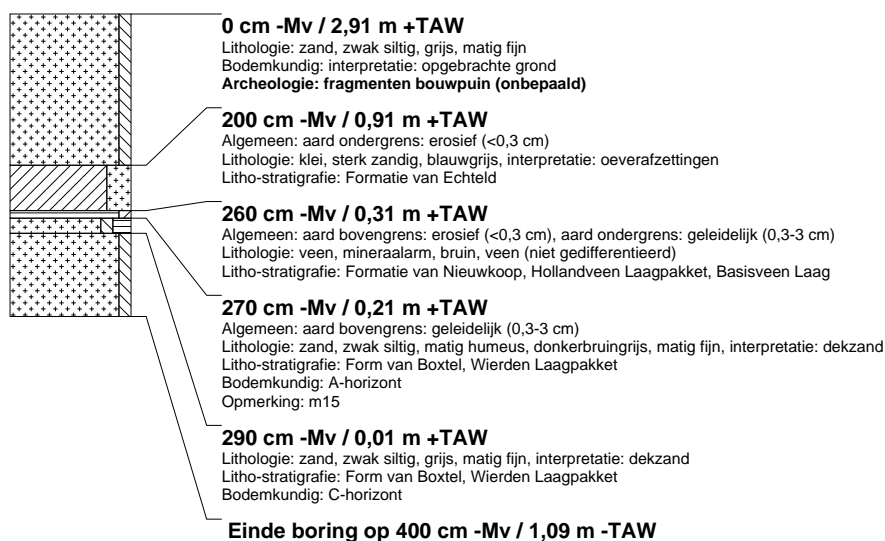 0 cm -Mv / 2,91 m +TAW
Lithologie: zand, zwak siltig, grijs, matig fijn
Bodemkundig: interpretatie: opgebrachte grond
Archeologie: fragmenten bouwpuin (onbepaald)
200 cm -Mv / 0,91 m +TAW
Algemeen: aard ondergrens: erosief (<0,3 cm)
Lithologie: klei, sterk zandig, blauwgrijs, interpretatie: oeverafzettingen
Litho-stratigrafie: Formatie van Echteld
260 cm -Mv / 0,31 m +TAW
Algemeen: aard bovengrens: erosief (<0,3 cm), aard ondergrens: geleidelijk (0,3-3 cm)
Lithologie: veen, mineraalarm, bruin, veen (niet gedifferentieerd)
Litho-stratigrafie: Formatie van Nieuwkoop, Hollandveen Laagpakket, Basisveen Laag
270 cm -Mv / 0,21 m +TAW
Algemeen: aard bovengrens: geleidelijk (0,3-3 cm)
Lithologie: zand, zwak siltig, matig humeus, donkerbruingrijs, matig fijn, interpretatie: dekzand
Litho-stratigrafie: Form van Boxtel, Wierden Laagpakket
Bodemkundig: A-horizont
Opmerking: m15
290 cm -Mv / 0,01 m +TAW
Lithologie: zand, zwak siltig, grijs, matig fijn, interpretatie: dekzand
Litho-stratigrafie: Form van Boxtel, Wierden Laagpakket
Bodemkundig: C-horizont
Einde boring op 400 cm -Mv / 1,09 m -TAW